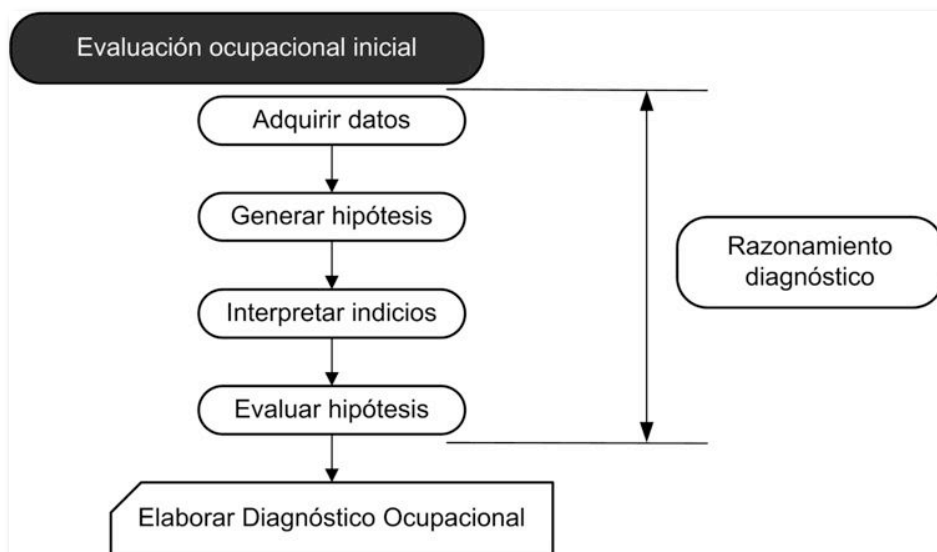 Evaluación ocupacional inicial
Adquirir datos
Generar hipótesis
Interpretar indicios
Evaluar hipótesis
Razonamiento
diagnóstico
Elaborar Diagnóstico Ocupacional